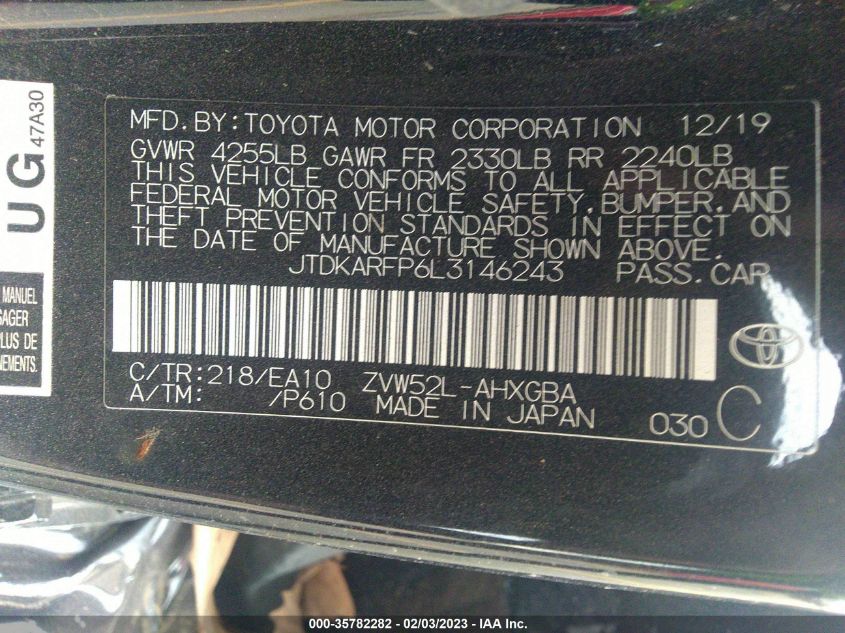 UG 47A30
MANUEL
SAGER
PLUS DE
NEMENTS.
MFD.BY:TOYOTA MOTOR CORPORATION 12/19
GVWR 4255LB GAWR FR 2330LB RR 2240LB
THIS VEHICLE CONFORMS TO ALL APPLICABLE
FEDERAL MOTOR VEHICLE SAFETY,BUMPER,AND
THEFT PREVENTION STANDARDS IN EFFECT ON
THE DATE OF MANUFACTURE SHOWN ABOVE.
JTDKARFP6L3146243 PASS.CAR
C/TR:218/EA10 ZVW52L-AHXGBA
A/TM: /P610 MADE IN JAPAN 030 C
000-35782282 - 02/03/2023 - IAA Inc.